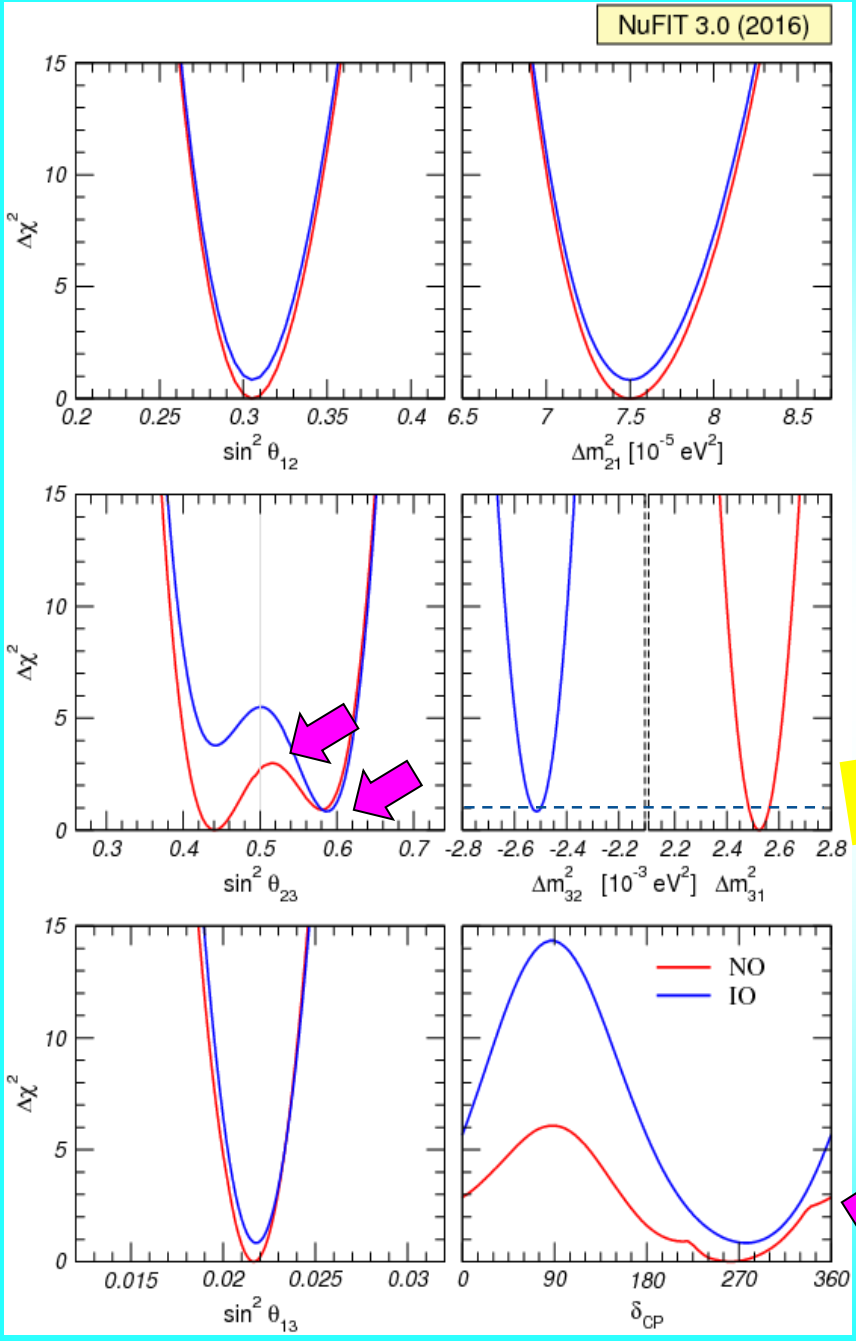 NuFIT 3.0 (2016)
15
10
5
0
Δχ²
0.2 0.25 0.3 0.35 0.4
sin² θ₁₂
6.5 7 7.5 8 8.5
Δm²₂₁ [10⁻⁵ eV²]
15
10
5
0
Δχ²
0.3 0.4 0.5 0.6 0.7
sin² θ₂₃
-2.8 -2.6 -2.4 -2.2 2.2 2.4 2.6 2.8
Δm²₃₂ [10⁻³ eV²] Δm²₃₁
15
10
5
0
Δχ²
0.015 0.02 0.025 0.03
sin² θ₁₃
NO
IO
0 90 180 270 360
δ_CP